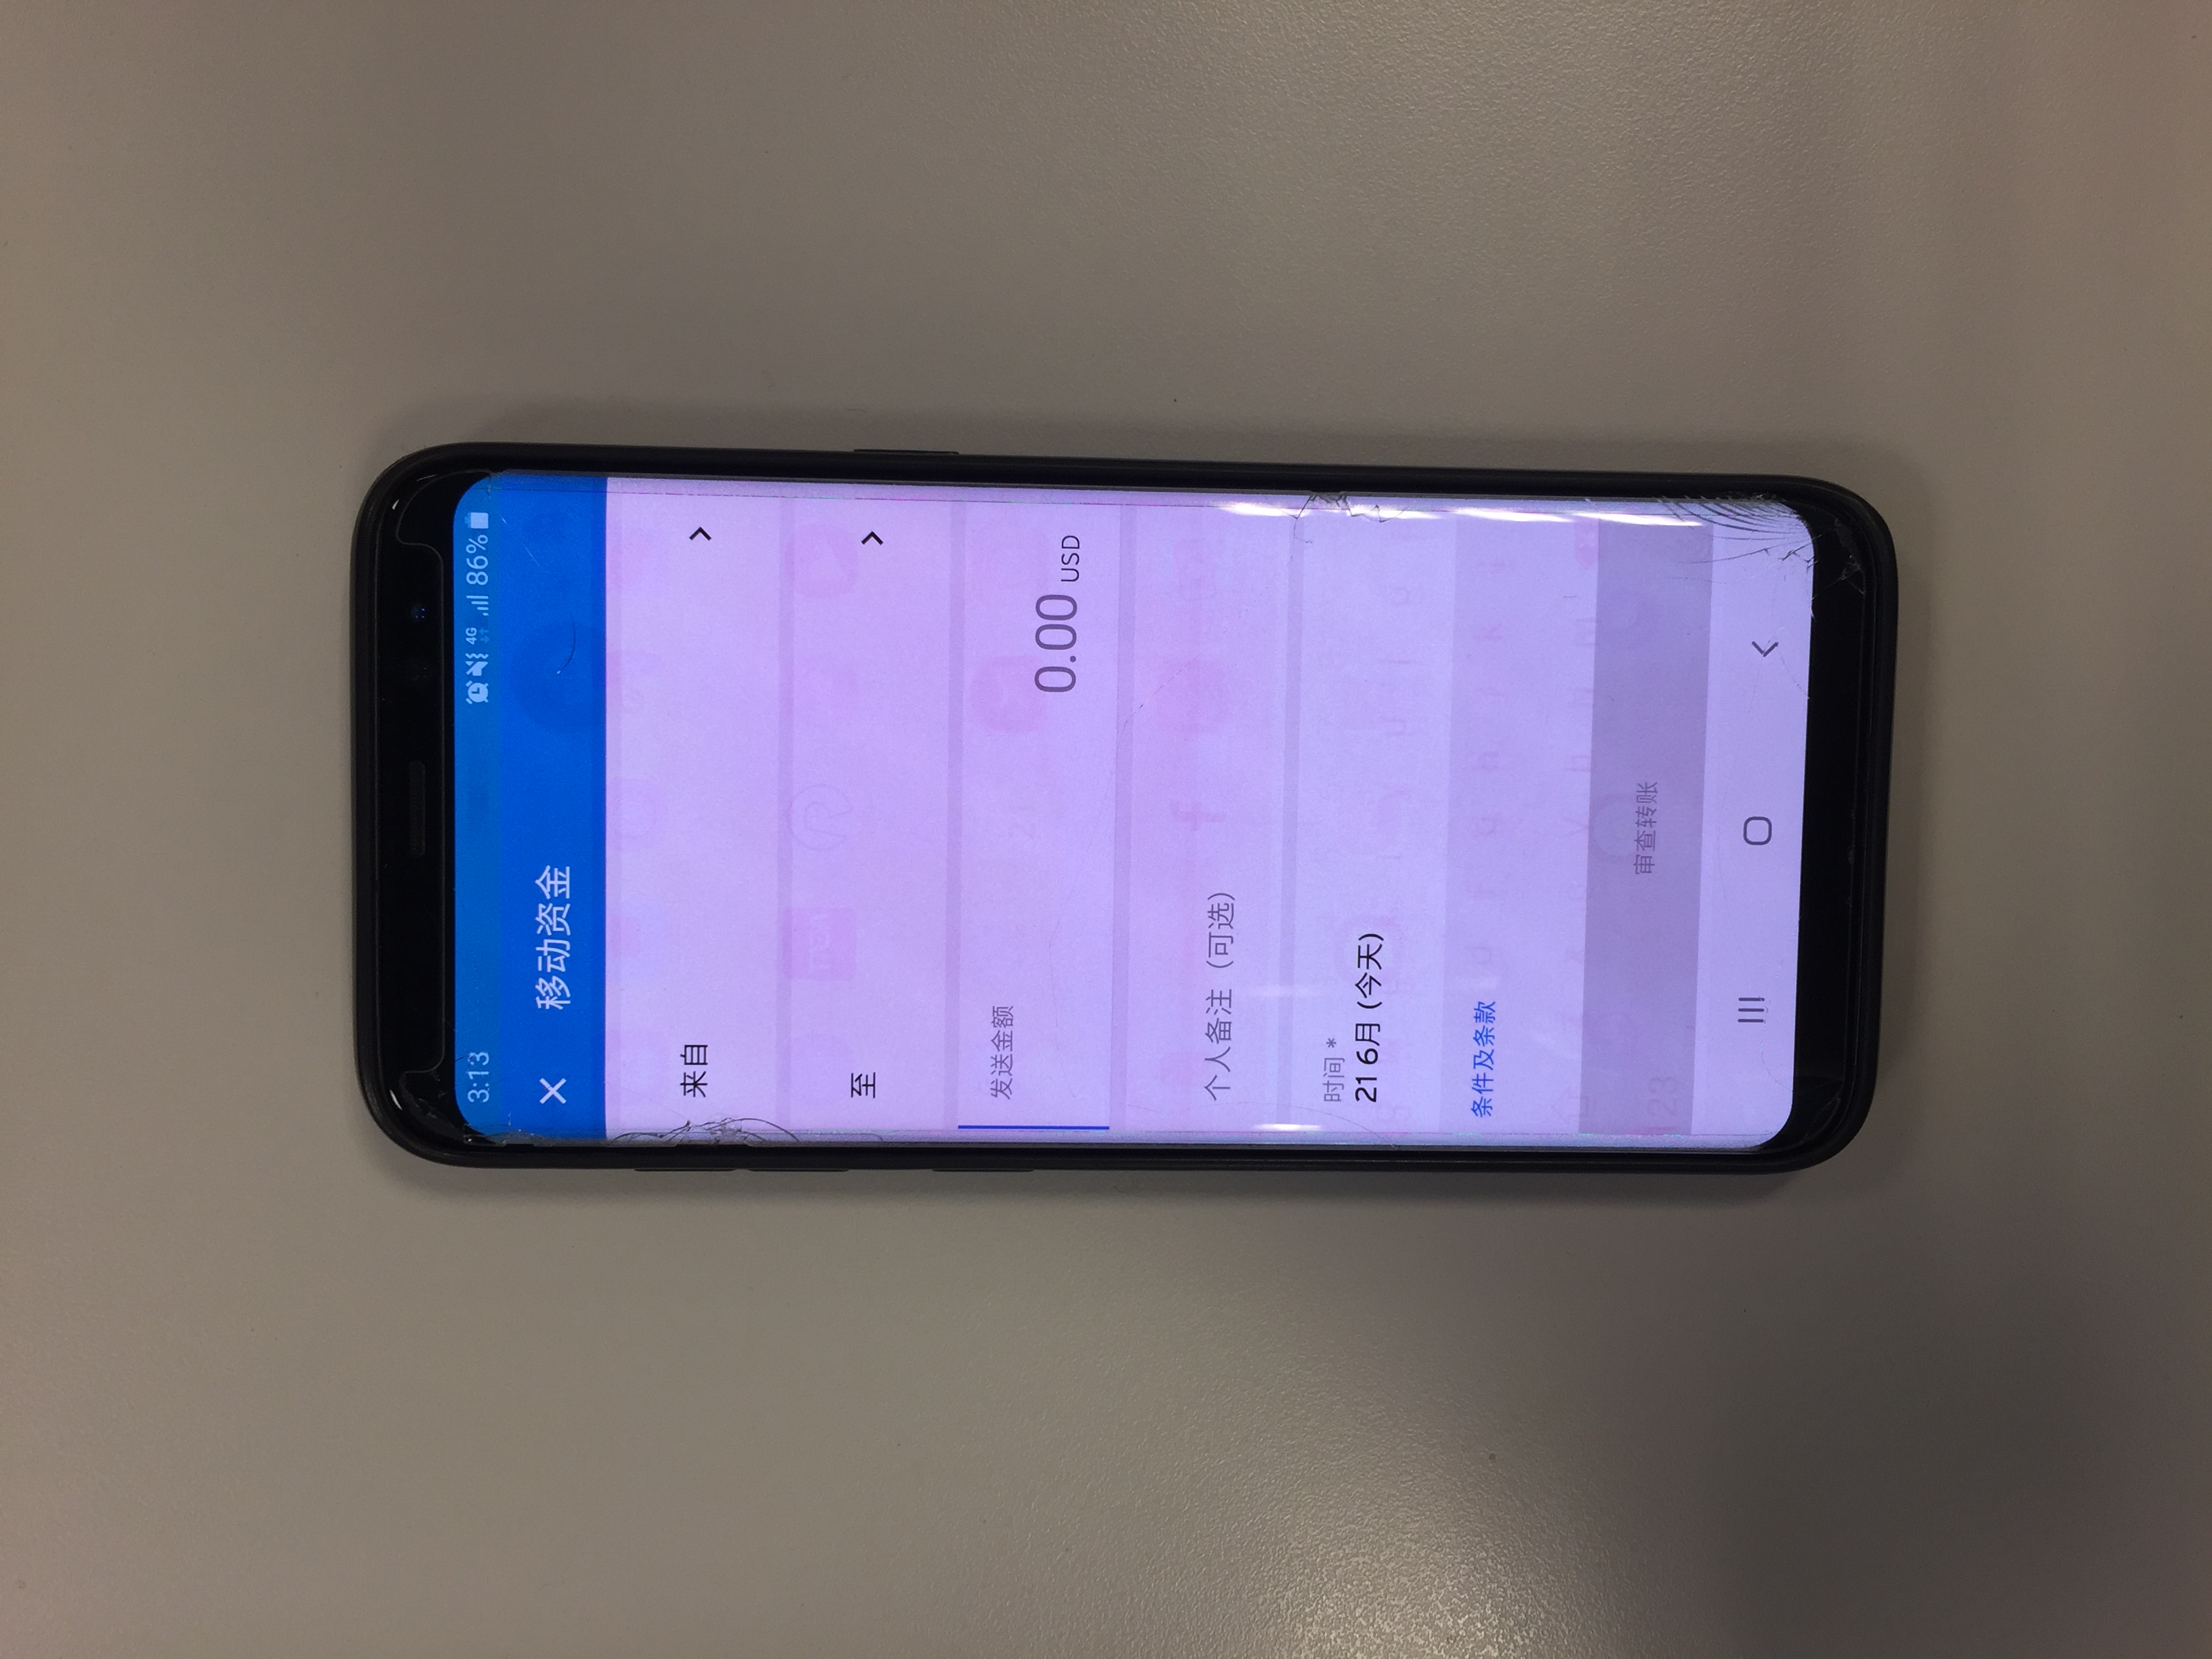 3:13 4G 86%
移动资金
来自
至
发送金额
0.00 USD
个人备注（可选）
时间 *
21 6月 (今天)
条件及条款
审查转账
123